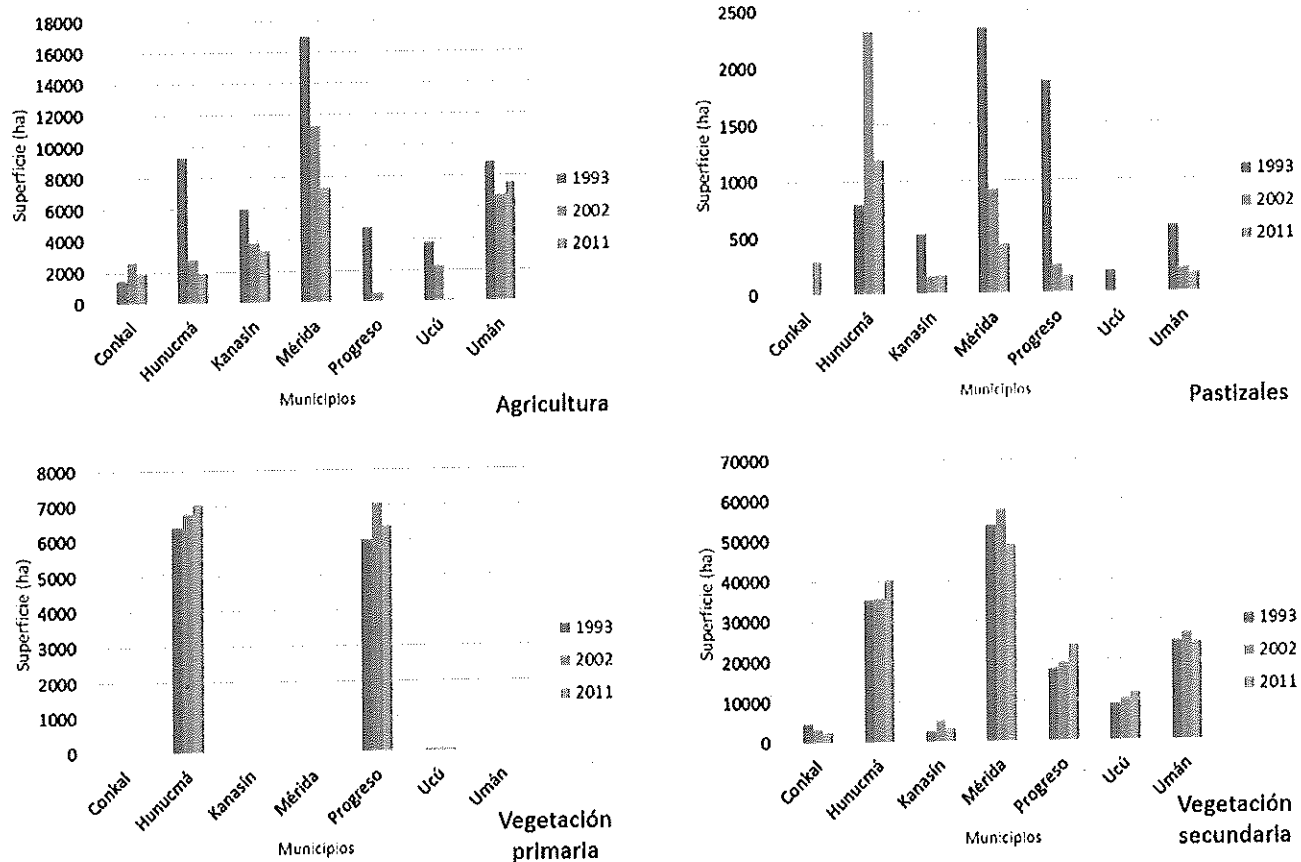 18000
16000
14000
12000
10000
8000
6000
4000
2000
0
Superficie (ha)
Conkal
Hunucmá
Kanasín
Mérida
Progreso
Ucú
Umán
Municipios
1993
2002
2011
Agricultura
2500
2000
1500
1000
500
0
Superficie (ha)
Conkal
Hunucmá
Kanasín
Mérida
Progreso
Ucú
Umán
Municipios
1993
2002
2011
Pastizales
8000
7000
6000
5000
4000
3000
2000
1000
0
Superficie (ha)
Conkal
Hunucmá
Kanasín
Mérida
Progreso
Ucú
Umán
Municipios
1993
2002
2011
Vegetación
primaria
70000
60000
50000
40000
30000
20000
10000
0
Superficie (ha)
Conkal
Hunucmá
Kanasín
Mérida
Progreso
Ucú
Umán
Municipios
1993
2002
2011
Vegetación
secundaria